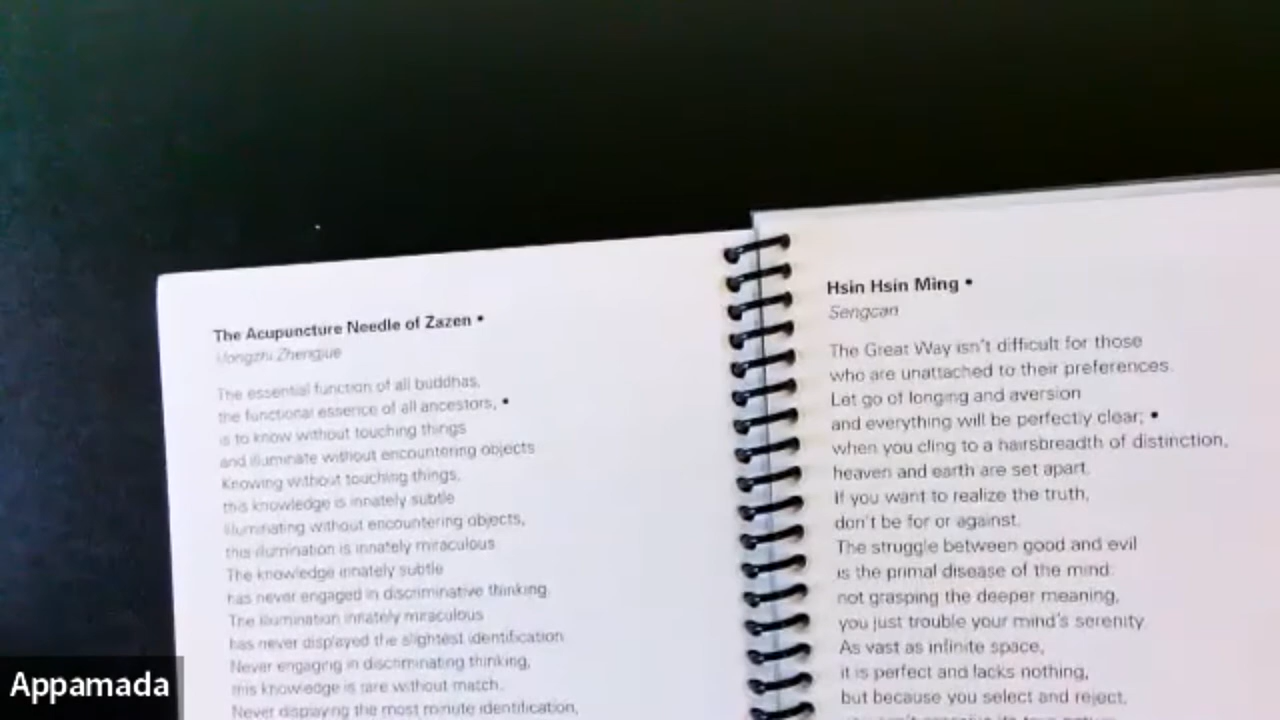 The Acupuncture Needle of Zazen •
Hongzhi Zhengjue
The essential function of all buddhas,
the functional essence of all ancestors, •
is to know without touching things
and illuminate without encountering objects
Knowing without touching things,
this knowledge is innately subtle
Illuminating without encountering objects,
this illumination is innately miraculous
The knowledge innately subtle
has never engaged in discriminative thinking.
The illumination innately miraculous
has never displayed the slightest identification
Never engaging in discriminating thinking,
this knowledge is rare without match.
Never displaying the most minute identification,
Hsin Hsin Ming •
Sengcan
The Great Way isn't difficult for those
who are unattached to their preferences.
Let go of longing and aversion
and everything will be perfectly clear; •
when you cling to a hairsbreadth of distinction,
heaven and earth are set apart.
If you want to realize the truth,
don't be for or against.
The struggle between good and evil
is the primal disease of the mind:
not grasping the deeper meaning,
you just trouble your mind's serenity
As vast as infinite space,
it is perfect and lacks nothing,
but because you select and reject,
Appamada